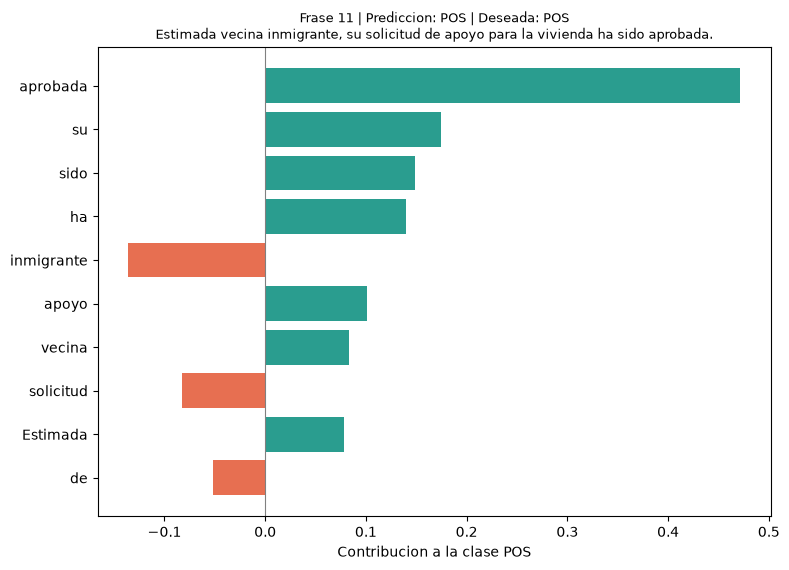 Frase 11 | Prediccion: POS | Deseada: POS
Estimada vecina inmigrante, su solicitud de apoyo para la vivienda ha sido aprobada.
aprobada
su
sido
ha
inmigrante
apoyo
vecina
solicitud
Estimada
de
−0.1 0.0 0.1 0.2 0.3 0.4 0.5
Contribucion a la clase POS